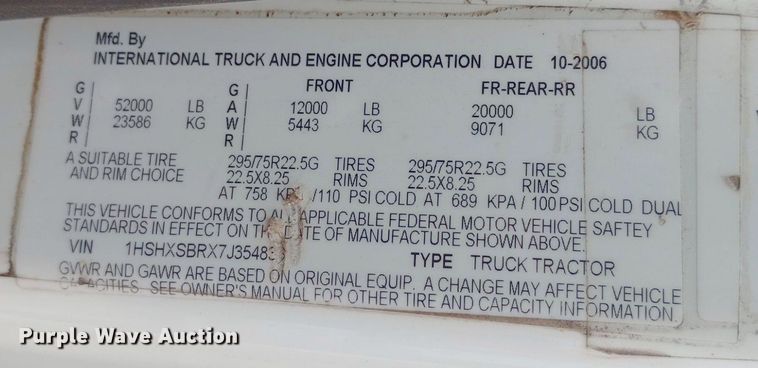 Mfd. By
INTERNATIONAL TRUCK AND ENGINE CORPORATION DATE 10-2006
G G FRONT FR-REAR-RR
V 52000 LB A 12000 LB 20000 LB
W 23586 KG W 5443 KG 9071 KG
R R
A SUITABLE TIRE 295/75R22.5G TIRES 295/75R22.5G TIRES
AND RIM CHOICE 22.5X8.25 RIMS 22.5X8.25 RIMS
AT 758 /110 PSI COLD AT 689 KPA / 100 PSI COLD DUAL
THIS VEHICLE CONFORMS TO ALL APPLICABLE FEDERAL MOTOR VEHICLE SAFTEY
STANDARDS IN EFFECT ON THE DATE OF MANUFACTURE SHOWN ABOVE.
VIN 1HSHXSBRX7J35483 TYPE TRUCK TRACTOR
GVWR AND GAWR ARE BASED ON ORIGINAL EQUIP. A CHANGE MAY AFFECT VEHICLE
CAPACITIES. SEE OWNER'S MANUAL FOR OTHER TIRE AND CAPACITY INFORMATION.
Purple Wave Auction